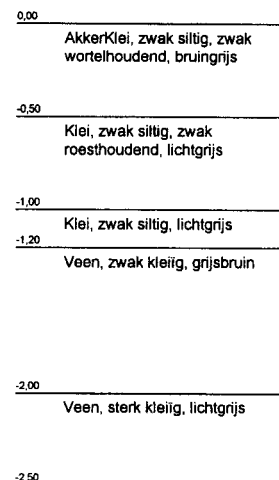 0,00
AkkerKlei, zwak siltig, zwak
wortelhoudend, bruingrijs
-0,50
Klei, zwak siltig, zwak
roesthoudend, lichtgrijs
-1,00
Klei, zwak siltig, lichtgrijs
-1,20
Veen, zwak kleiïg, grijsbruin
-2,00
Veen, sterk kleiïg, lichtgrijs
-2,50